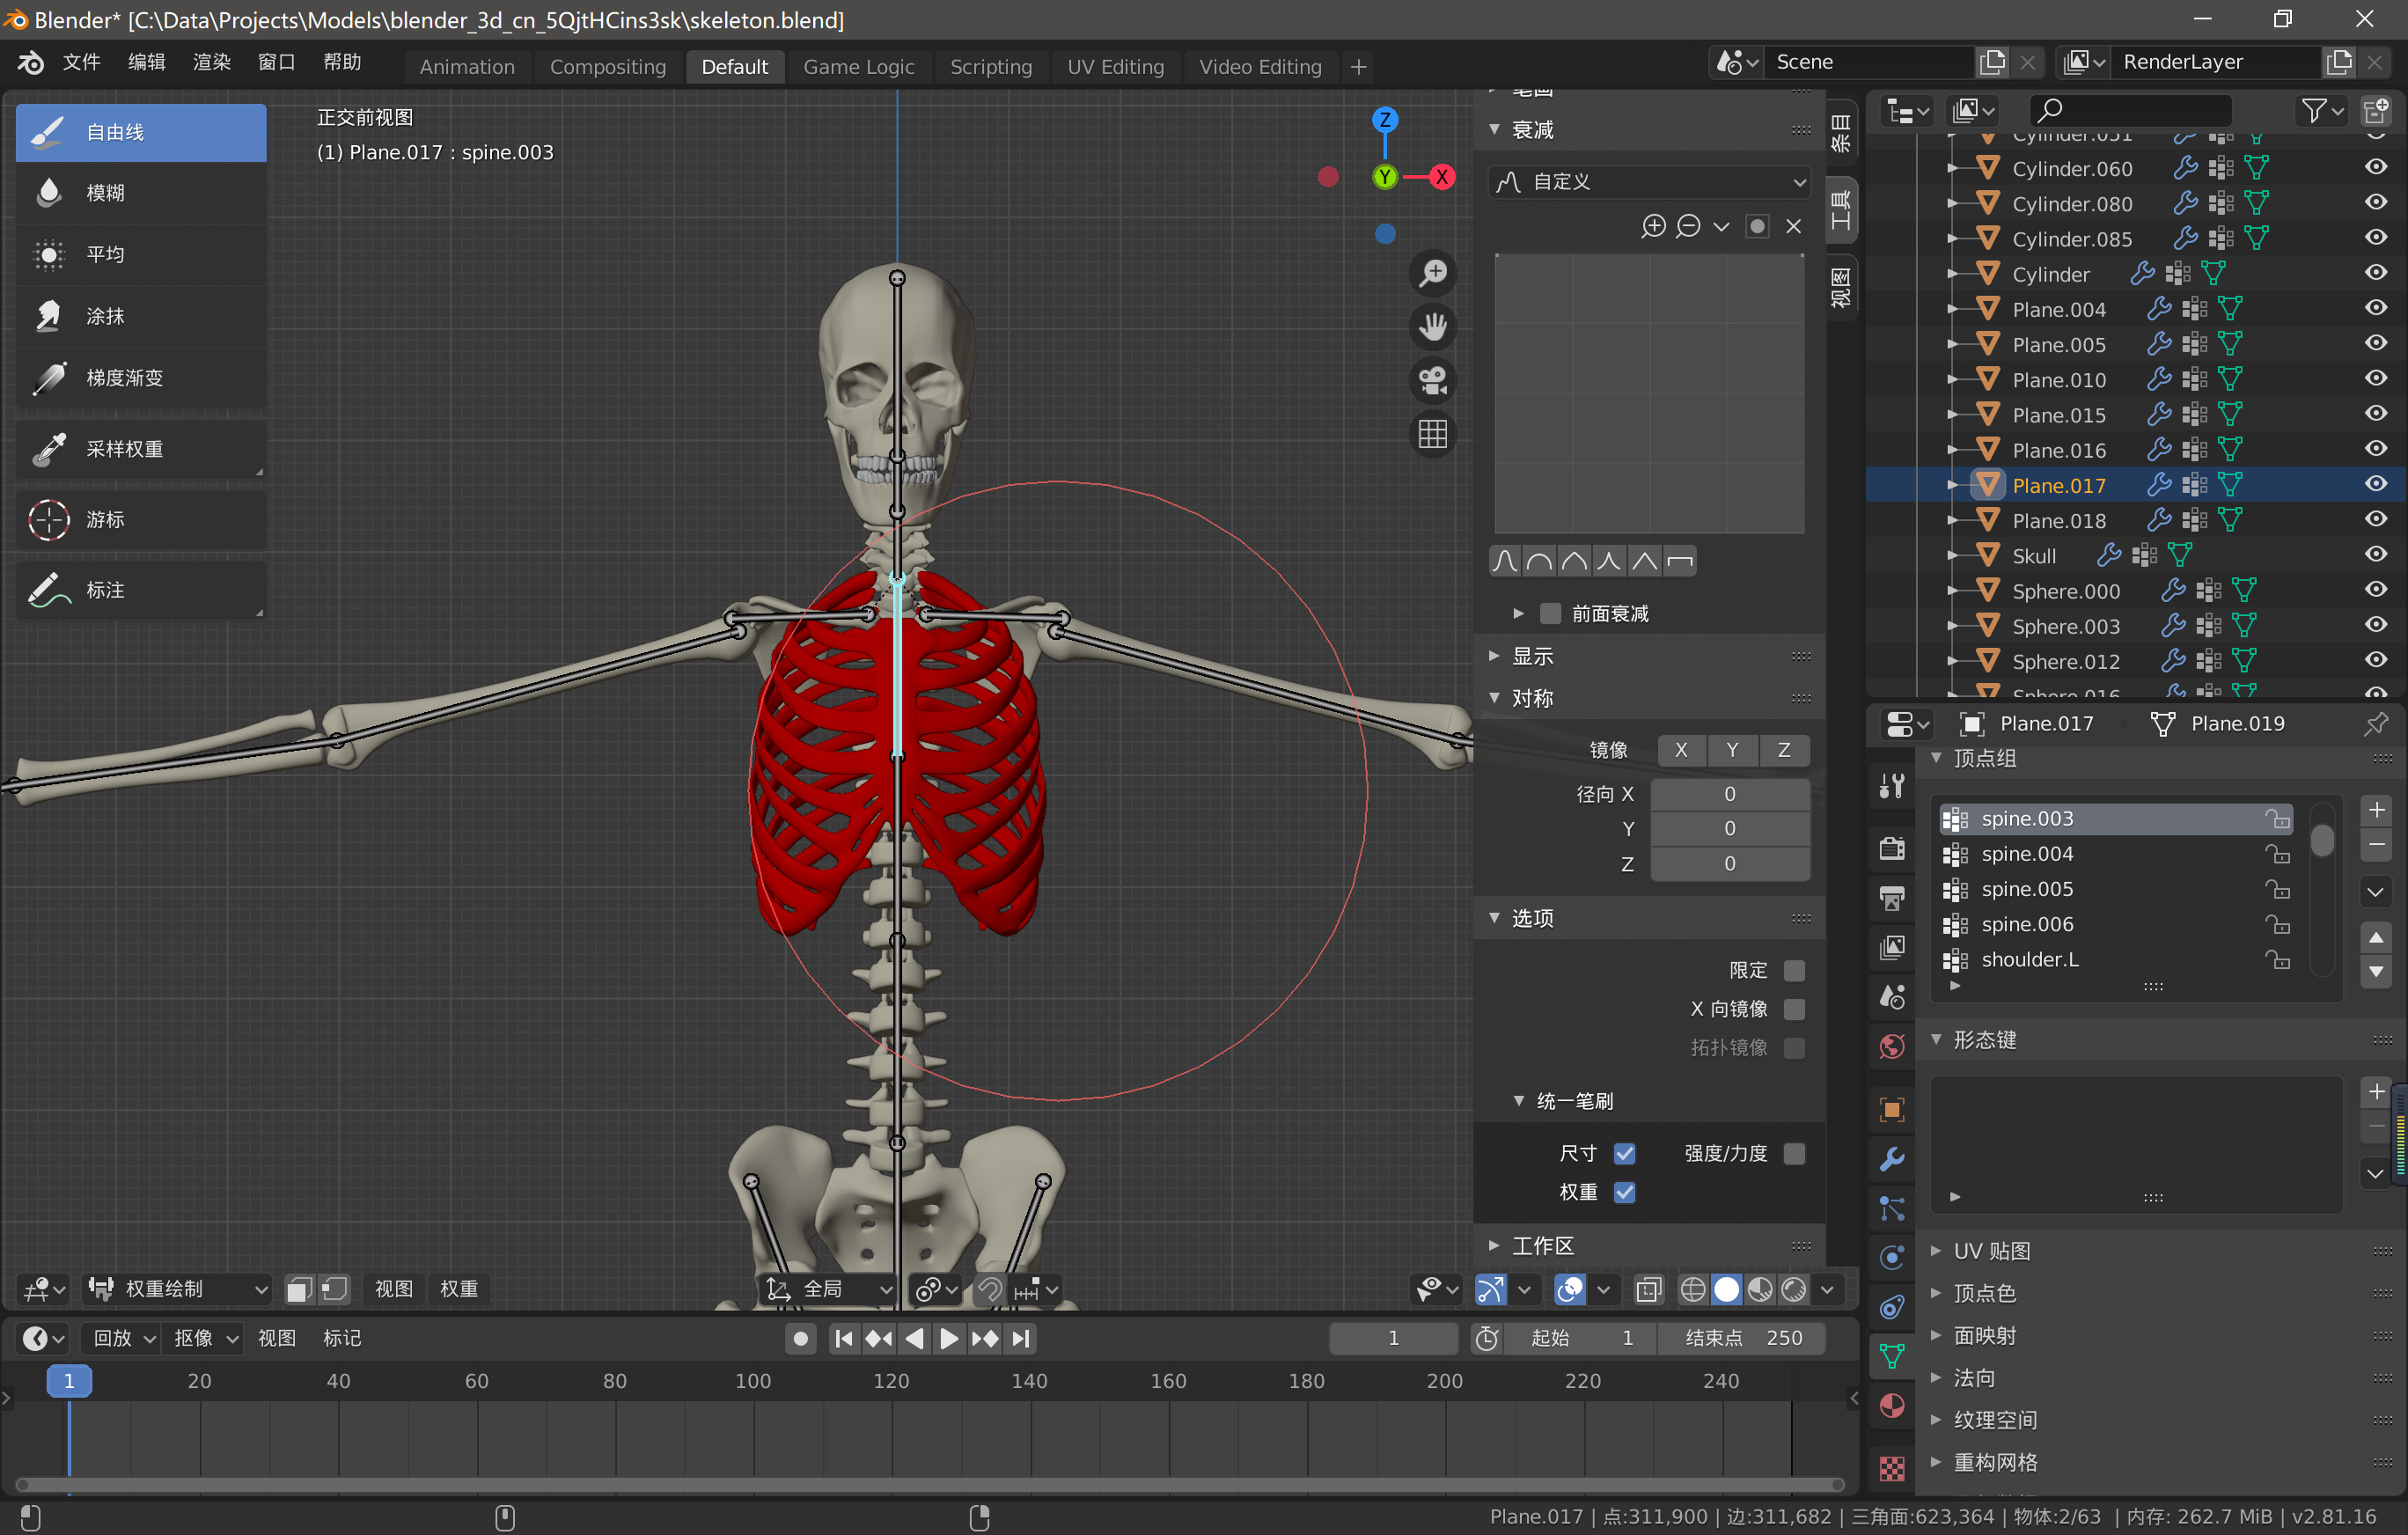 Blender* [C:\Data\Projects\Models\blender_3d_cn_5QjtHCins3sk\skeleton.blend]
文件 编辑 渲染 窗口 帮助 Animation Compositing Default Game Logic Scripting UV Editing Video Editing Scene RenderLayer
自由线
模糊
平均
涂抹
梯度渐变
采样权重
游标
标注
正交前视图
(1) Plane.017 : spine.003
Z
Y
X
笔画
衰减
自定义
前面衰减
显示
对称
镜像 X Y Z
径向 X 0
Y 0
Z 0
选项
限定
X 向镜像
拓扑镜像
统一笔刷
尺寸 强度/力度
权重
工作区
条目
工具
视图
Cylinder.051
Cylinder.060
Cylinder.080
Cylinder.085
Cylinder
Plane.004
Plane.005
Plane.010
Plane.015
Plane.016
Plane.017
Plane.018
Skull
Sphere.000
Sphere.003
Sphere.012
Sphere.016
Plane.017 Plane.019
顶点组
spine.003
spine.004
spine.005
spine.006
shoulder.L
形态键
UV 贴图
顶点色
面映射
法向
纹理空间
重构网格
权重绘制 视图 权重 全局
回放 抠像 视图 标记 1 起始 1 结束点 250
1 20 40 60 80 100 120 140 160 180 200 220 240
Plane.017 | 点:311,900 | 边:311,682 | 三角面:623,364 | 物体:2/63 | 内存: 262.7 MiB | v2.81.16